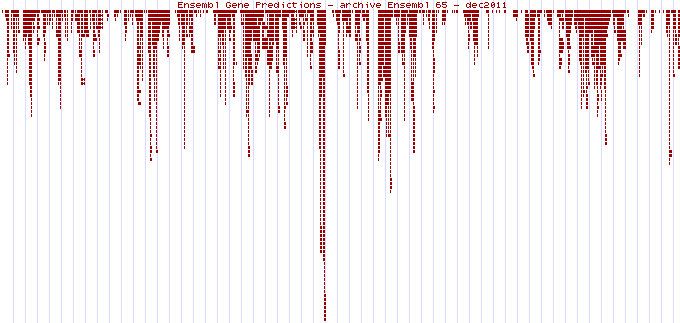 Ensembl Gene Predictions - archive Ensembl 65 - dec2011